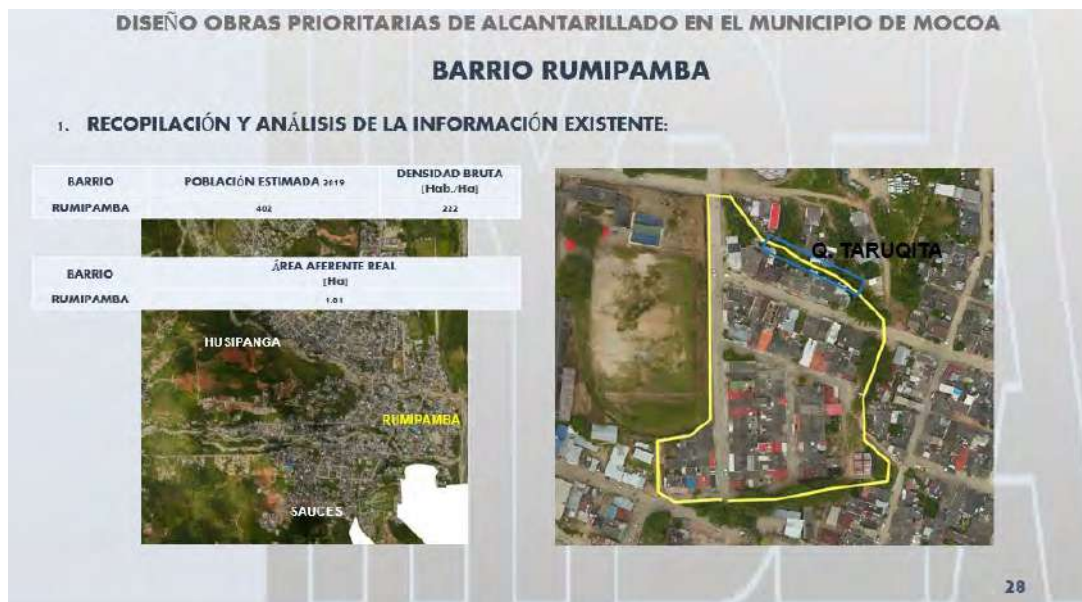 DISEÑO OBRAS PRIORITARIAS DE ALCANTARILLADO EN EL MUNICIPIO DE MOCOA
BARRIO RUMIPAMBA
1. RECOPILACIÓN Y ANÁLISIS DE LA INFORMACIÓN EXISTENTE:
BARRIO POBLACIÓN ESTIMADA 2019 DENSIDAD BRUTA [Hab./Ha]
RUMIPAMBA 402 222
BARRIO ÁREA AFERENTE REAL [Ha]
RUMIPAMBA 1.81
HUSIPANGA
RUMIPAMBA
SAUCES
Q. TARUQITA
28